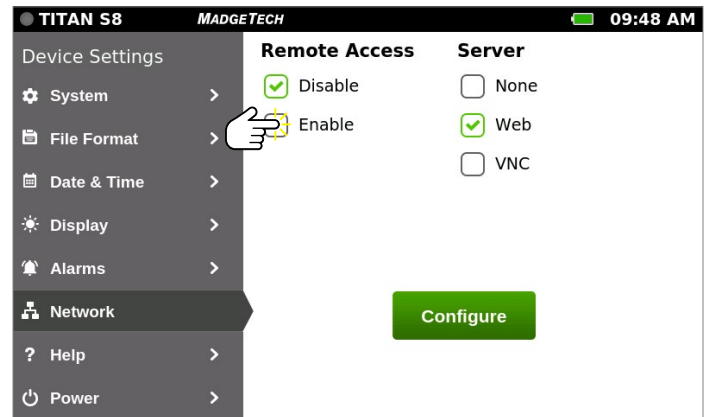 TITAN S8 MADGETECH 09:48 AM
Device Settings
System
File Format
Date & Time
Display
Alarms
Network
? Help
Power
Remote Access
Disable
Enable
Server
None
Web
VNC
Configure